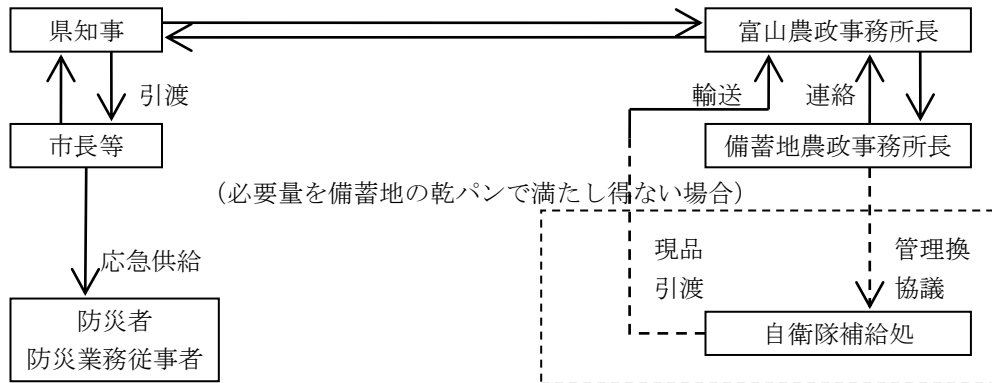 県知事
富山農政事務所長
引渡
輸送
連絡
市長等
備蓄地農政事務所長
（必要量を備蓄地の乾パンで満たし得ない場合）
応急供給
現品
引渡
管理換
協議
防災者
防災業務従事者
自衛隊補給処